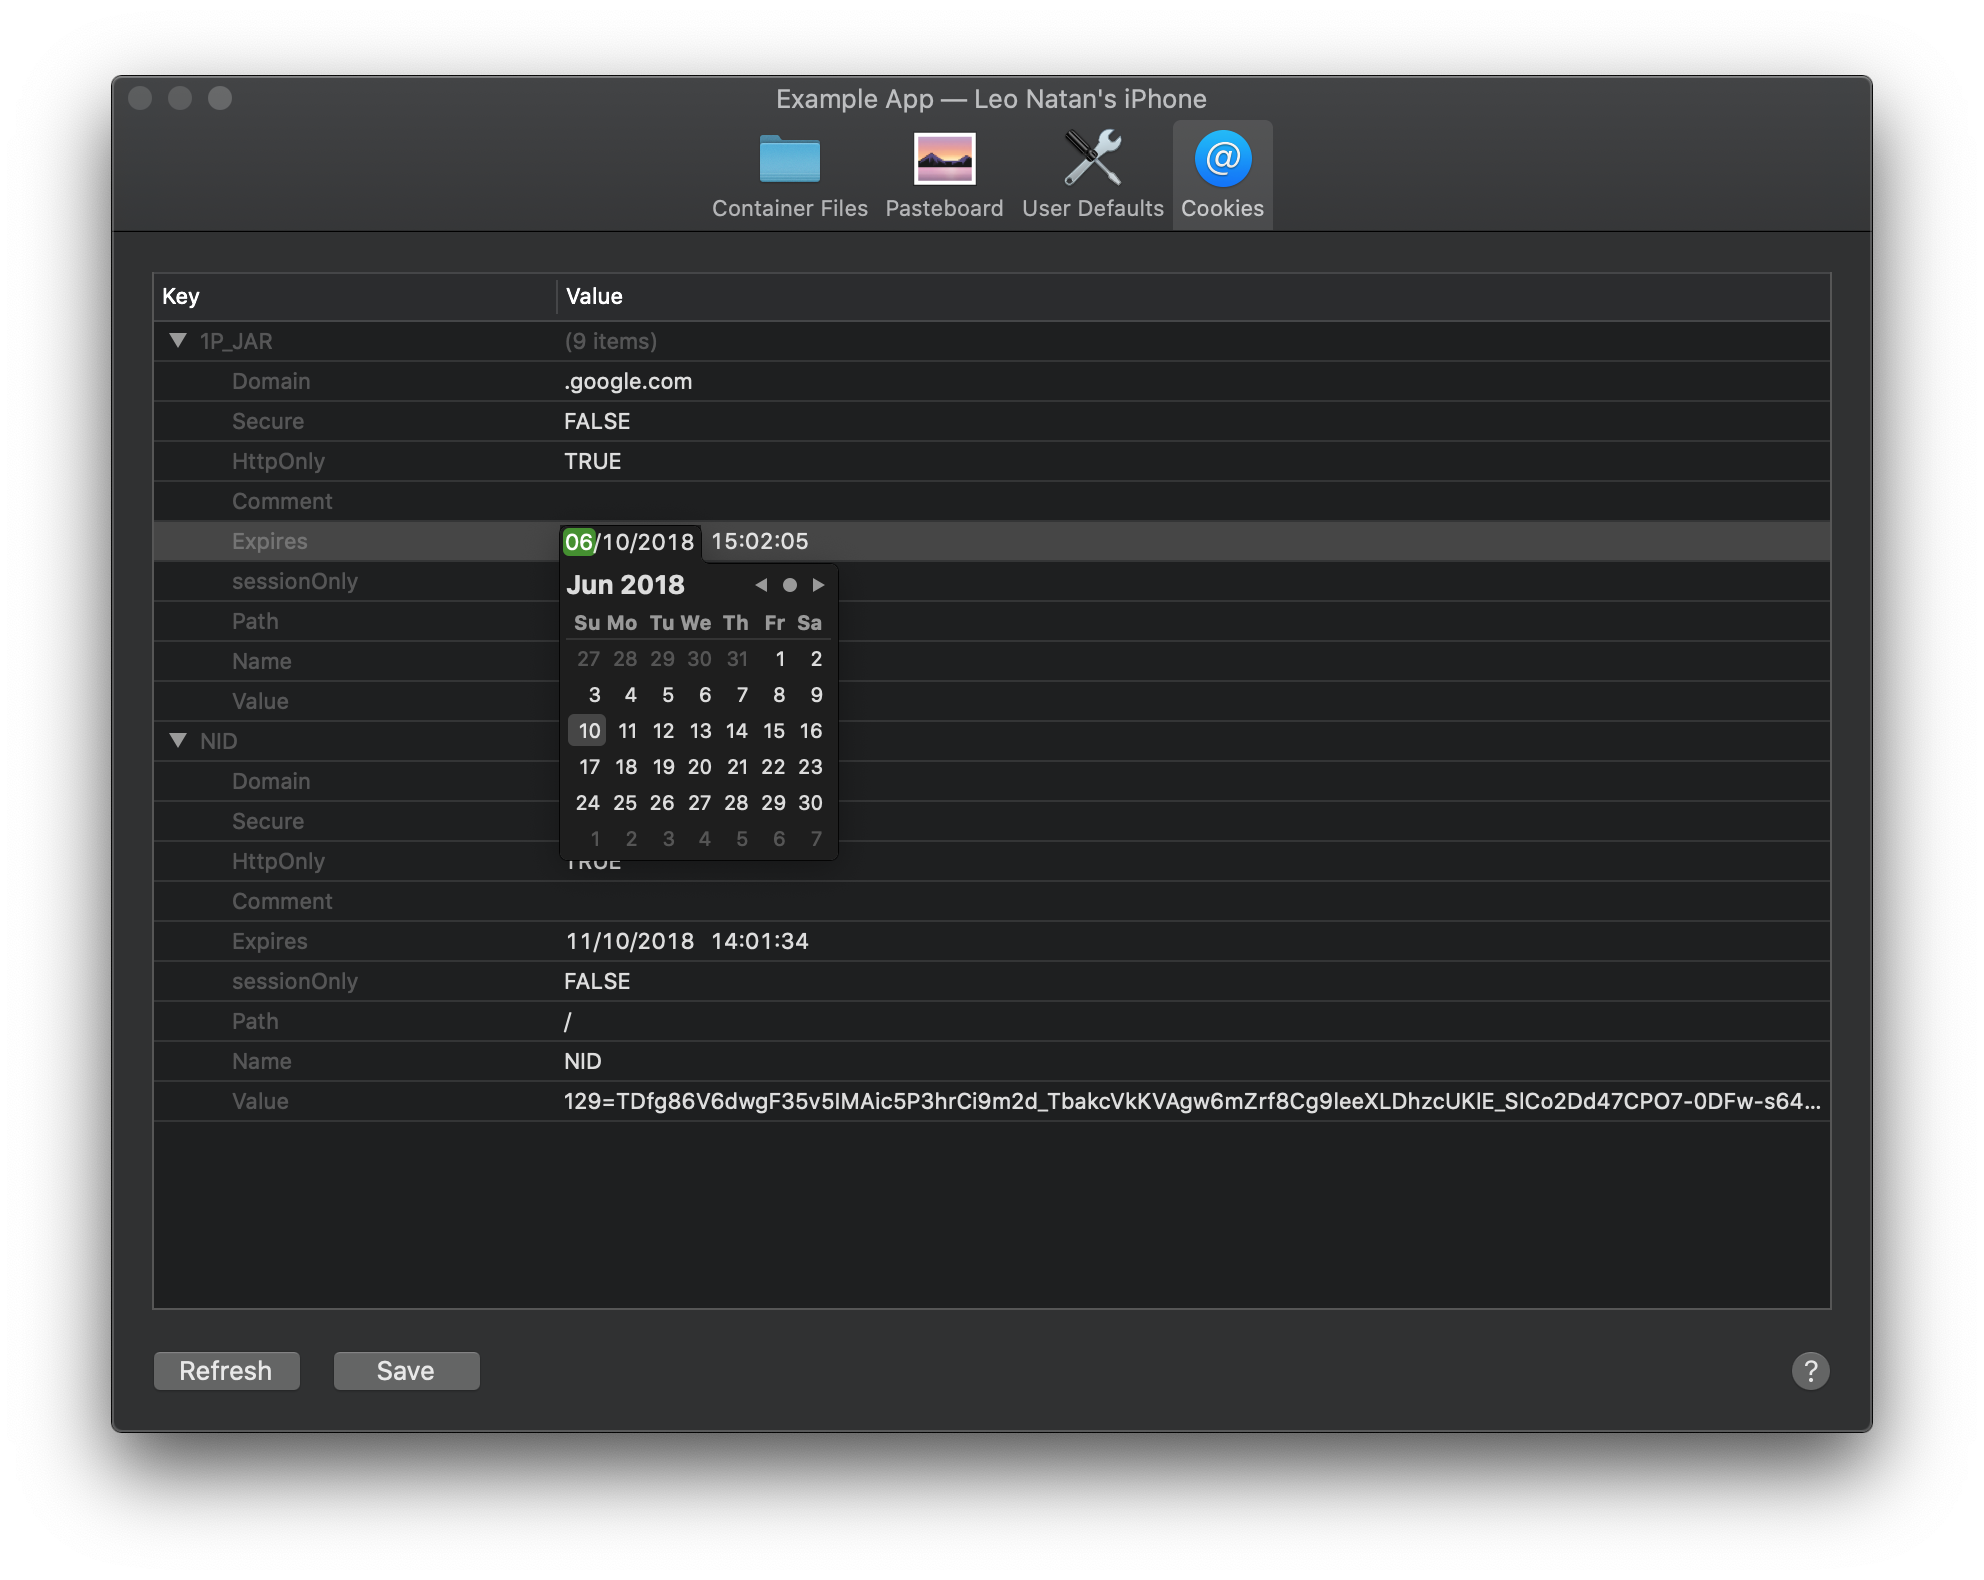 Example App — Leo Natan's iPhone
Container Files Pasteboard User Defaults Cookies
Key Value
1P_JAR (9 items)
Domain .google.com
Secure FALSE
HttpOnly TRUE
Comment
Expires 06/10/2018 15:02:05
sessionOnly
Path
Name
Value
Jun 2018
Su Mo Tu We Th Fr Sa
27 28 29 30 31 1 2
3 4 5 6 7 8 9
10 11 12 13 14 15 16
17 18 19 20 21 22 23
24 25 26 27 28 29 30
1 2 3 4 5 6 7
NID
Domain
Secure
HttpOnly TRUE
Comment
Expires 11/10/2018 14:01:34
sessionOnly FALSE
Path /
Name NID
Value 129=TDfg86V6dwgF35v5IMAic5P3hrCi9m2d_TbakcVkKVAgw6mZrf8Cg9IeeXLDhzcUKlE_SlCo2Dd47CPO7-0DFw-s64...
Refresh Save ?